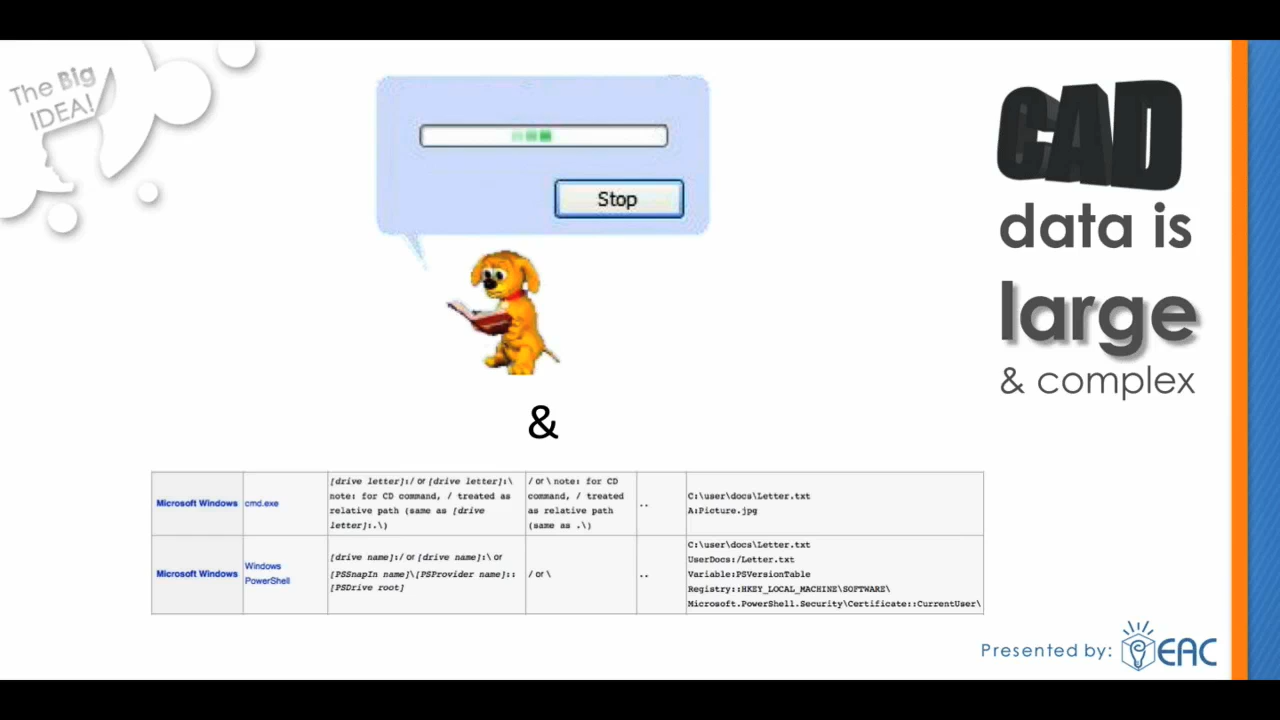 The Big
IDEA!
Stop
CAD
data is
large
& complex
&
Microsoft Windows
cmd.exe
[drive letter]:/ or [drive letter]:\
note: for CD command, / treated as
relative path (same as [drive
letter]:.\)
/ or \ note: for CD
command, / treated
as relative path
(same as .\)
..
C:\user\docs\Letter.txt
A:Picture.jpg
Microsoft Windows
Windows
PowerShell
[drive name]:/ or [drive name]:\ or
[PSSnapIn name]\[PSProvider name]::
[PSDrive root]
/ or \
..
C:\user\docs\Letter.txt
UserDocs:/Letter.txt
Variable:PSVersionTable
Registry::HKEY_LOCAL_MACHINE\SOFTWARE\
Microsoft.PowerShell.Security\Certificate::CurrentUser\
Presented by: EAC